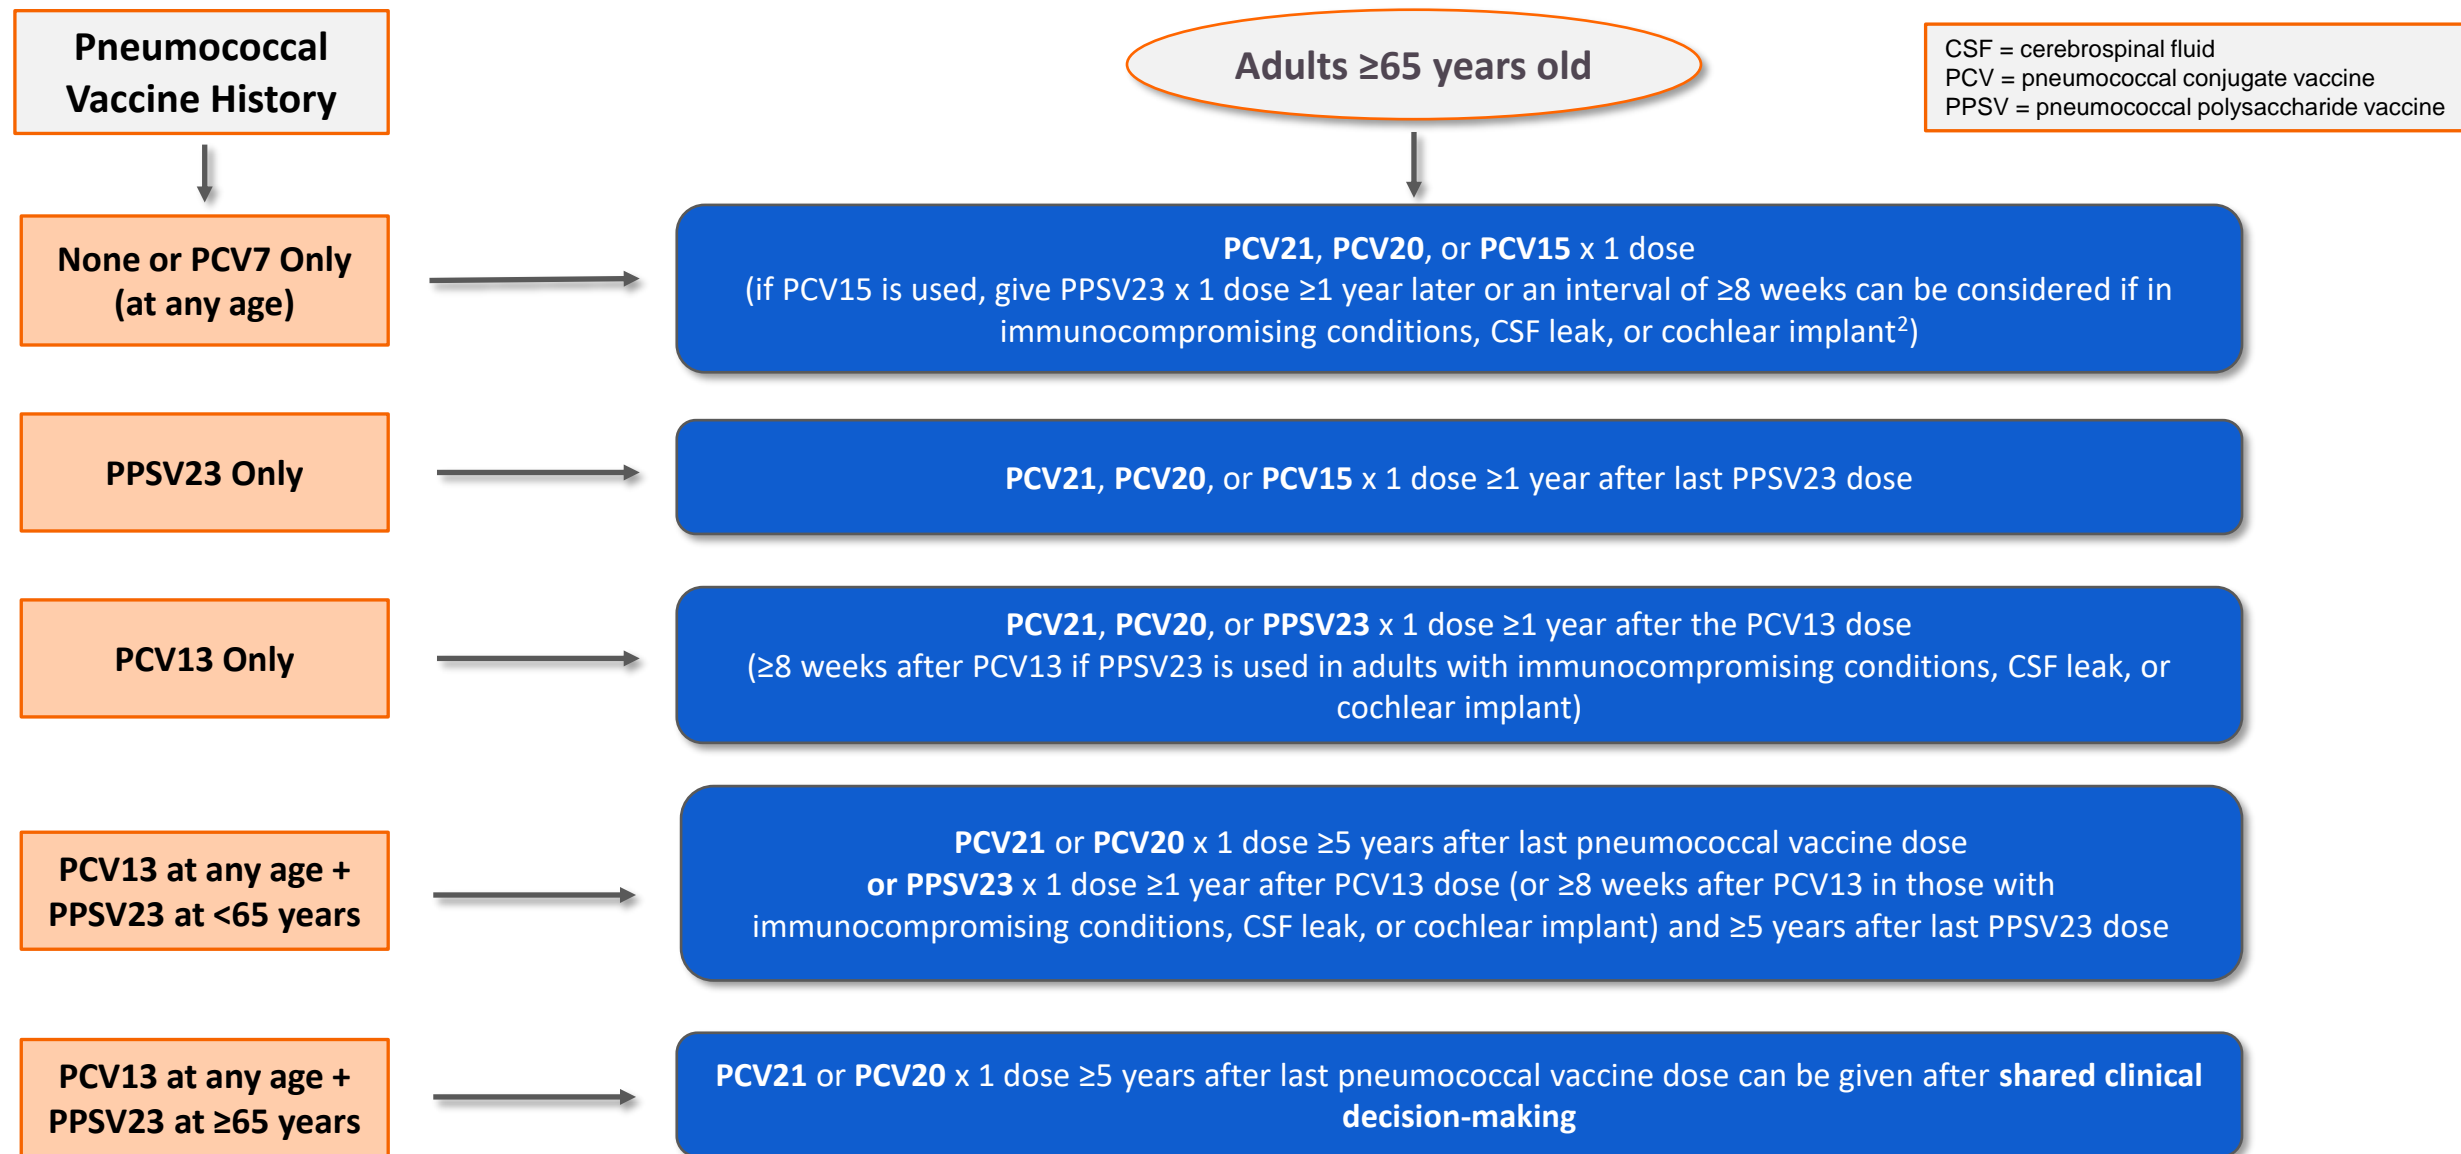 Pneumococcal
Vaccine History
Adults ≥65 years old
CSF = cerebrospinal fluid
PCV = pneumococcal conjugate vaccine
PPSV = pneumococcal polysaccharide vaccine
None or PCV7 Only
(at any age)
PCV21, PCV20, or PCV15 x 1 dose
(if PCV15 is used, give PPSV23 x 1 dose ≥1 year later or an interval of ≥8 weeks can be considered if in
immunocompromising conditions, CSF leak, or cochlear implant²)
PPSV23 Only
PCV21, PCV20, or PCV15 x 1 dose ≥1 year after last PPSV23 dose
PCV13 Only
PCV21, PCV20, or PPSV23 x 1 dose ≥1 year after the PCV13 dose
(≥8 weeks after PCV13 if PPSV23 is used in adults with immunocompromising conditions, CSF leak, or
cochlear implant)
PCV13 at any age +
PPSV23 at <65 years
PCV21 or PCV20 x 1 dose ≥5 years after last pneumococcal vaccine dose
or PPSV23 x 1 dose ≥1 year after PCV13 dose (or ≥8 weeks after PCV13 in those with
immunocompromising conditions, CSF leak, or cochlear implant) and ≥5 years after last PPSV23 dose
PCV13 at any age +
PPSV23 at ≥65 years
PCV21 or PCV20 x 1 dose ≥5 years after last pneumococcal vaccine dose can be given after shared clinical
decision-making